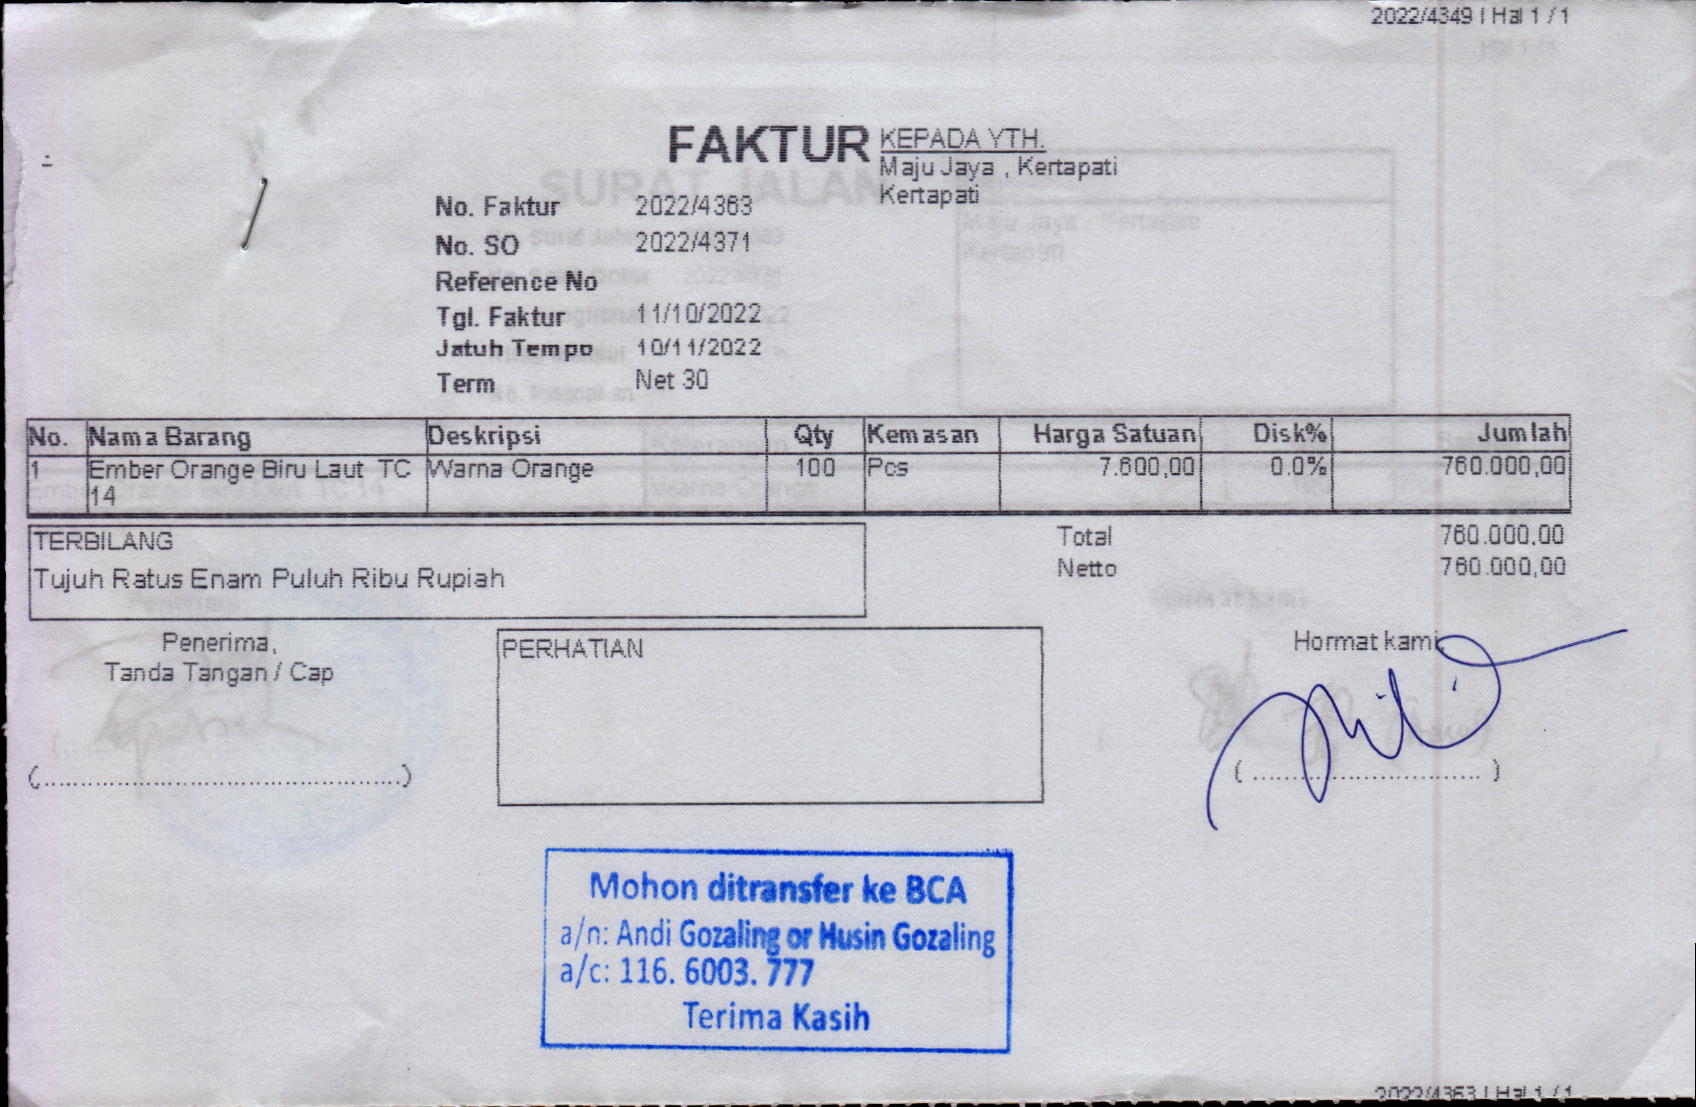 2022/4349 | Hal 1 / 1
FAKTUR
KEPADA YTH.
Maju Jaya , Kertapati
Kertapati
No. Faktur 2022/4363
No. SO 2022/4371
Reference No
Tgl. Faktur 11/10/2022
Jatuh Tempo 10/11/2022
Term Net 30
No. Nama Barang Deskripsi Qty Kemasan Harga Satuan Disk% Jumlah
1 Ember Orange Biru Laut TC Warna Orange 100 Pcs 7.600,00 0.0% 760.000,00
14
TERBILANG
Tujuh Ratus Enam Puluh Ribu Rupiah
Total 760.000,00
Netto 760.000,00
Penerima,
Tanda Tangan / Cap
PERHATIAN
Hormat kami,
(............................................)
( ............................ )
Mohon ditransfer ke BCA
a/n: Andi Gozaling or Husin Gozaling
a/c: 116. 6003. 777
Terima Kasih
2022/4363 | Hal 1 / 1